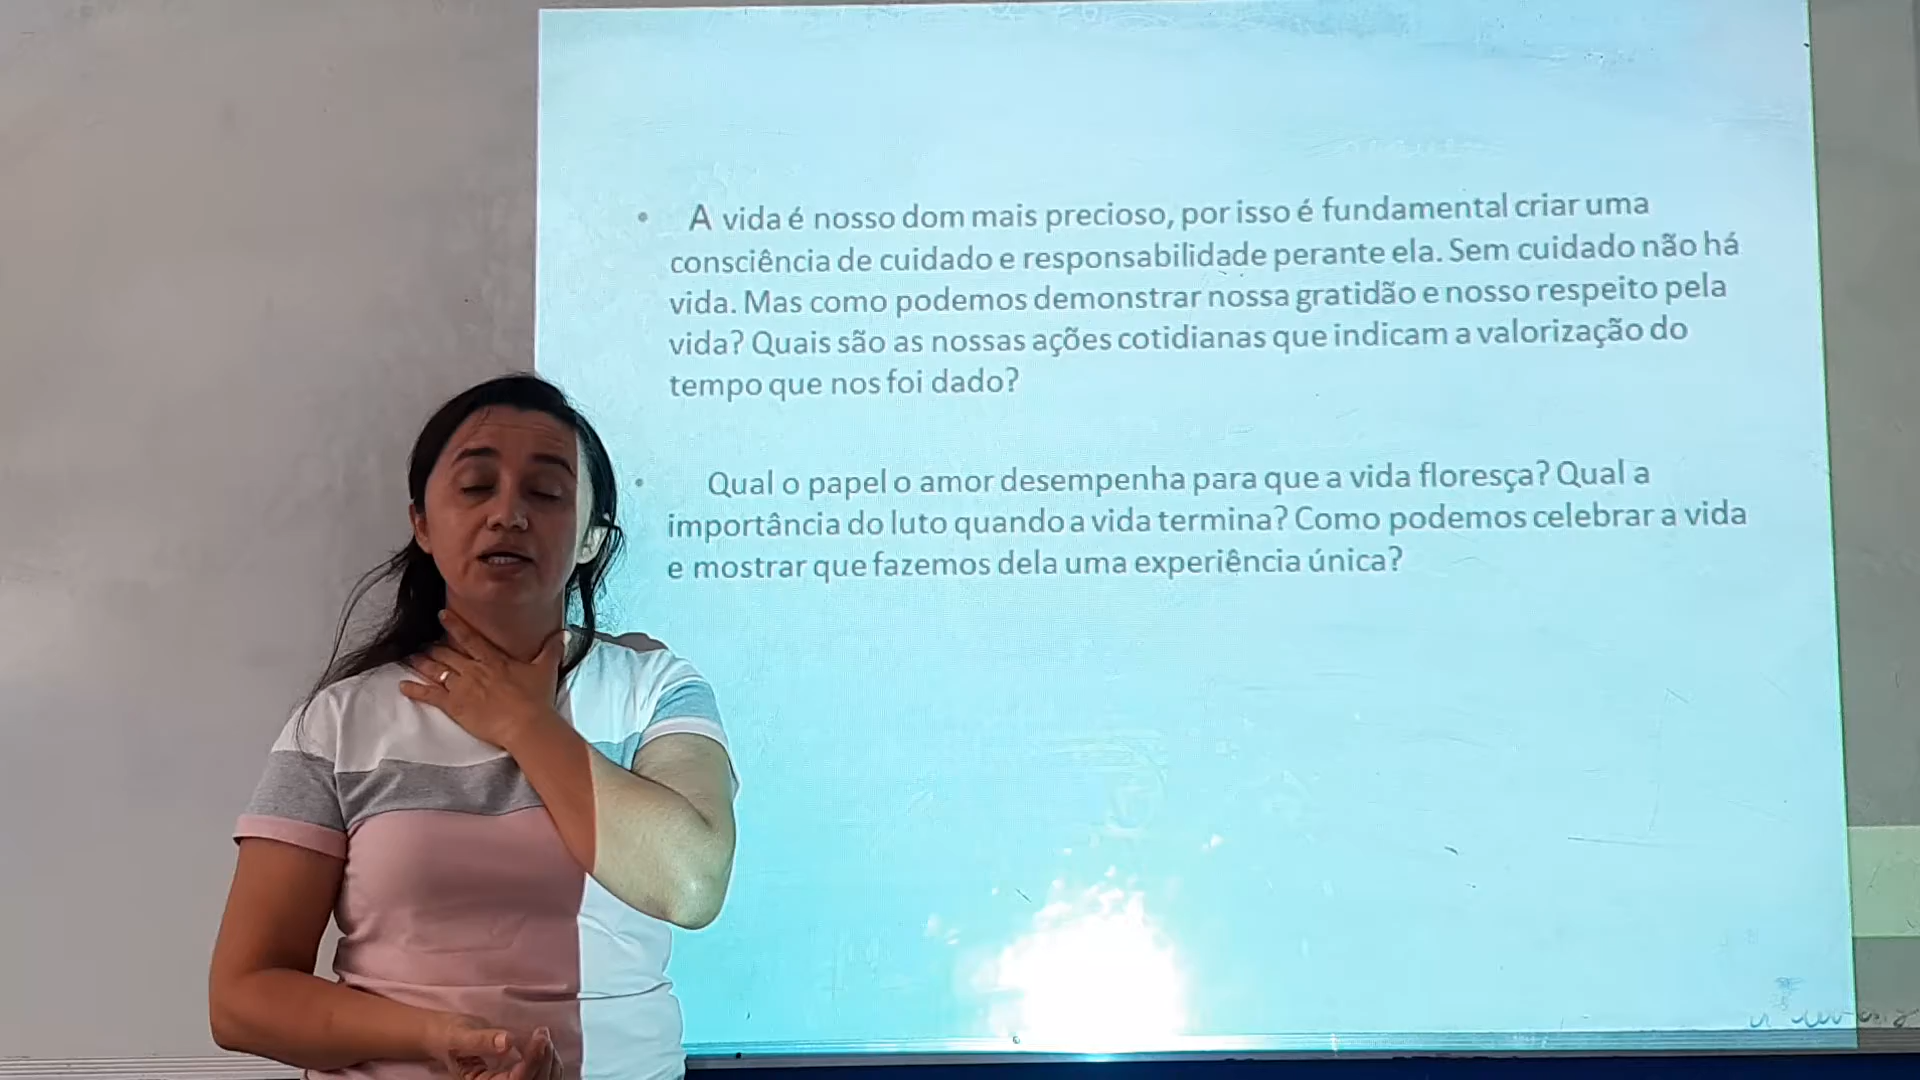 • A vida é nosso dom mais precioso, por isso é fundamental criar uma
consciência de cuidado e responsabilidade perante ela. Sem cuidado não há
vida. Mas como podemos demonstrar nossa gratidão e nosso respeito pela
vida? Quais são as nossas ações cotidianas que indicam a valorização do
tempo que nos foi dado?
• Qual o papel o amor desempenha para que a vida floresça? Qual a
importância do luto quando a vida termina? Como podemos celebrar a vida
e mostrar que fazemos dela uma experiência única?